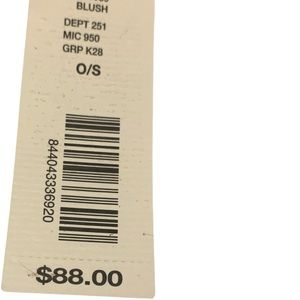 BLUSH
DEPT 251
MIC 950
GRP K28
O/S
844043336920
$88.00